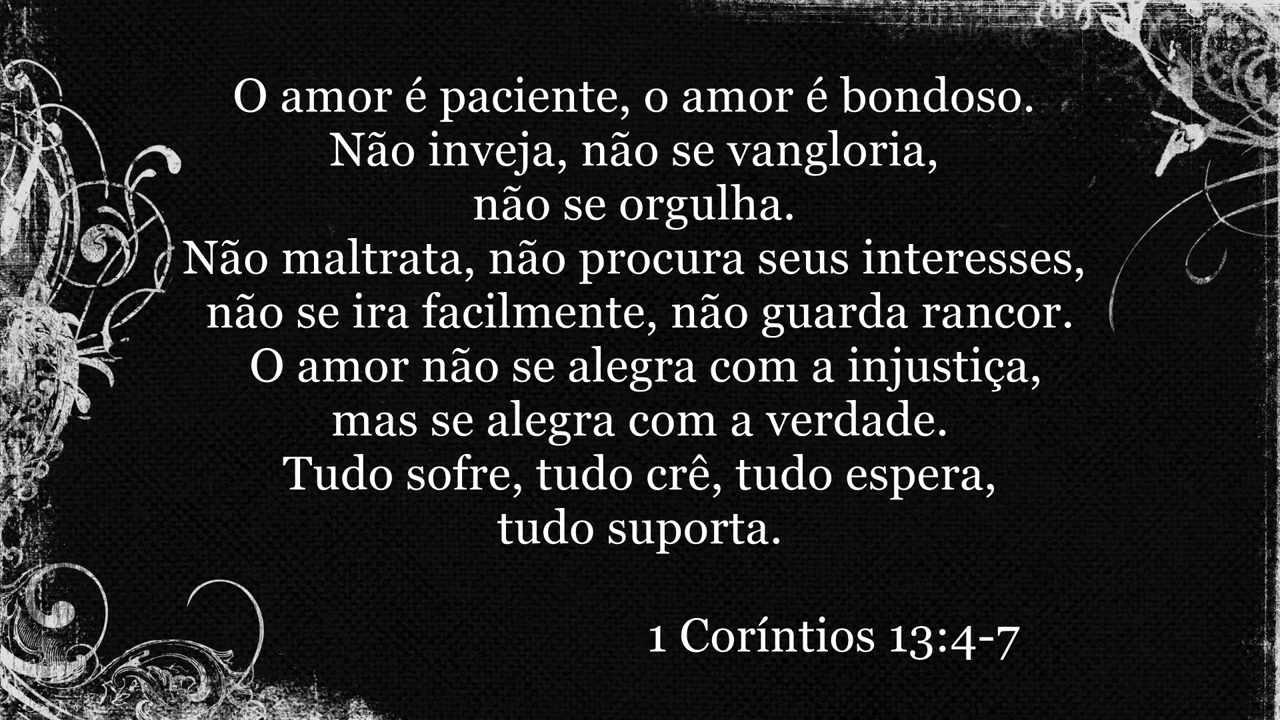 O amor é paciente, o amor é bondoso.
Não inveja, não se vangloria,
não se orgulha.
Não maltrata, não procura seus interesses,
não se ira facilmente, não guarda rancor.
O amor não se alegra com a injustiça,
mas se alegra com a verdade.
Tudo sofre, tudo crê, tudo espera,
tudo suporta.
1 Coríntios 13:4-7